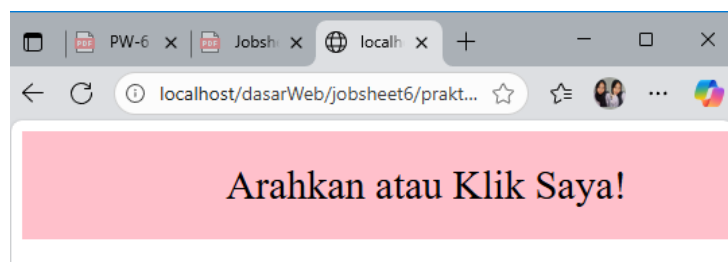 PW-6
Jobsh
localh
localhost/dasarWeb/jobsheet6/prakt...
Arahkan atau Klik Saya!